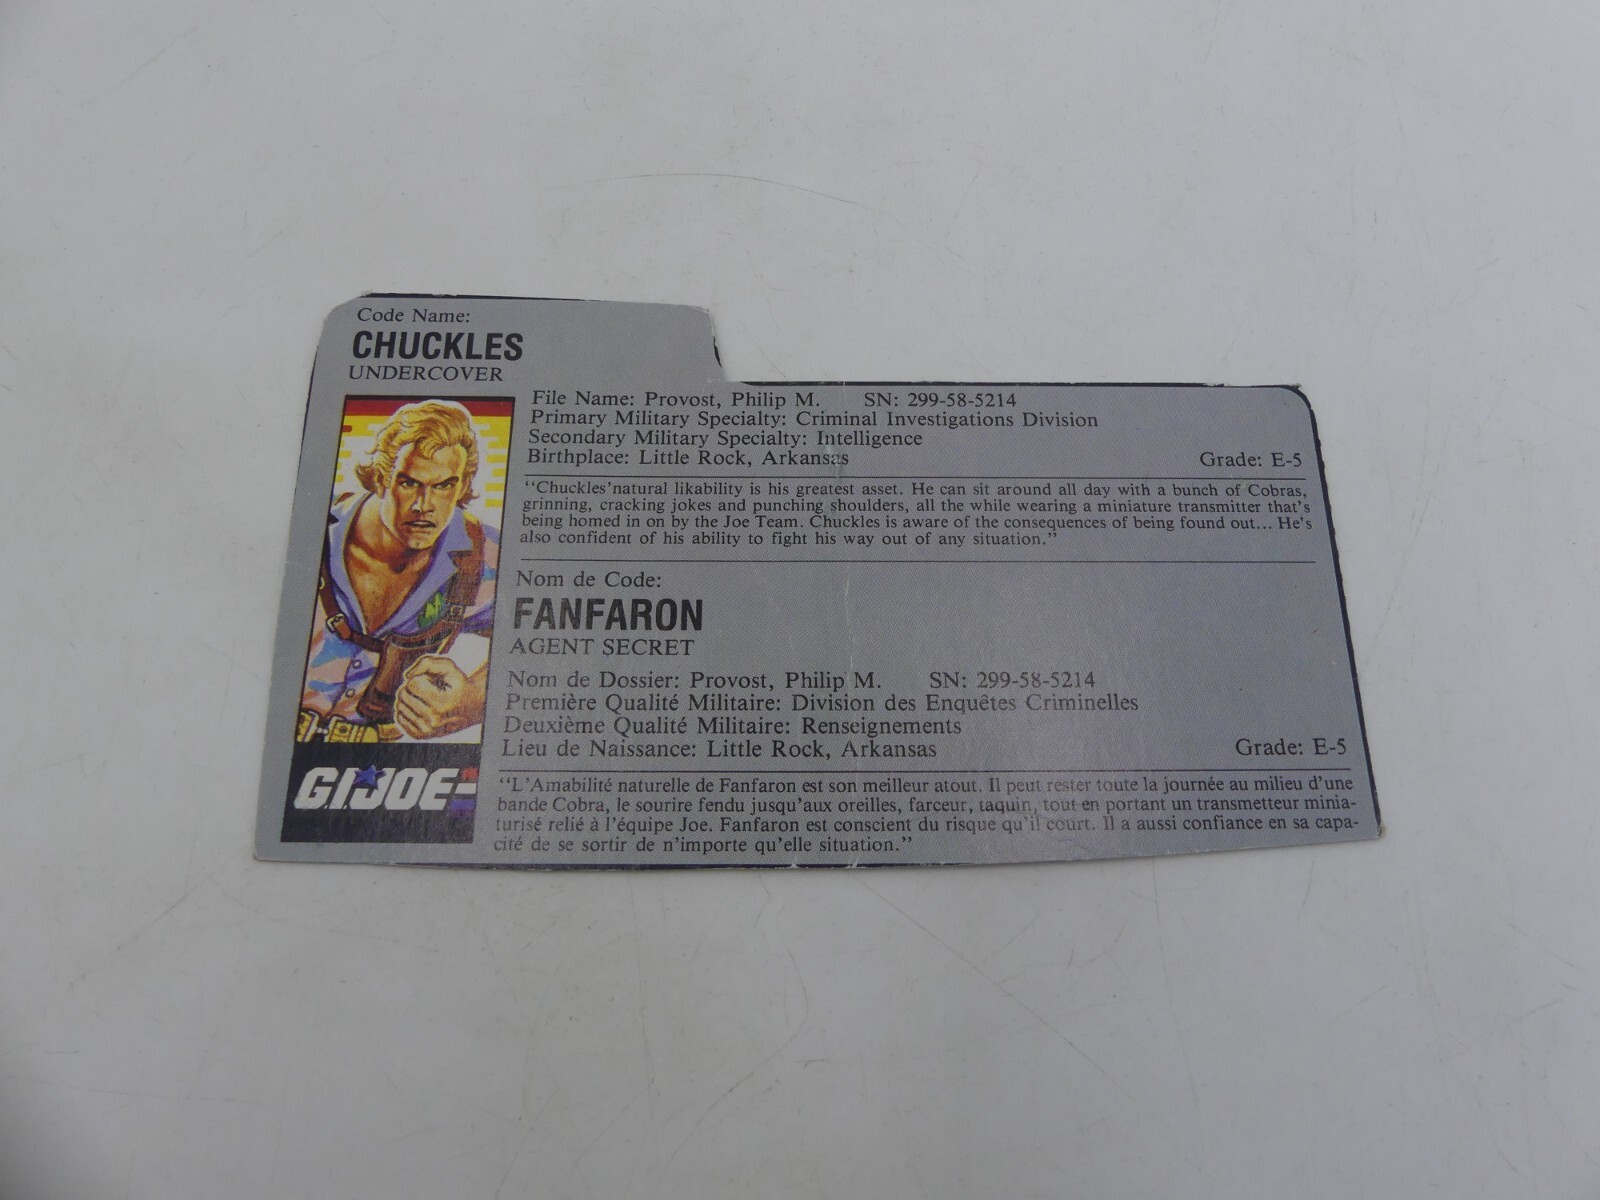 Code Name:
CHUCKLES
UNDERCOVER
File Name: Provost, Philip M. SN: 299-58-5214
Primary Military Specialty: Criminal Investigations Division
Secondary Military Specialty: Intelligence
Birthplace: Little Rock, Arkansas Grade: E-5
"Chuckles'natural likability is his greatest asset. He can sit around all day with a bunch of Cobras,
grinning, cracking jokes and punching shoulders, all the while wearing a miniature transmitter that's
being homed in on by the Joe Team. Chuckles is aware of the consequences of being found out... He's
also confident of his ability to fight his way out of any situation."
Nom de Code:
FANFARON
AGENT SECRET
Nom de Dossier: Provost, Philip M. SN: 299-58-5214
Première Qualité Militaire: Division des Enquêtes Criminelles
Deuxième Qualité Militaire: Renseignements
Lieu de Naissance: Little Rock, Arkansas Grade: E-5
"L'Amabilité naturelle de Fanfaron est son meilleur atout. Il peut rester toute la journée au milieu d'une
bande Cobra, le sourire fendu jusqu'aux oreilles, farceur, taquin, tout en portant un transmetteur minia-
turisé relié à l'équipe Joe. Fanfaron est conscient du risque qu'il court. Il a aussi confiance en sa capa-
cité de se sortir de n'importe qu'elle situation."
G.I.JOE